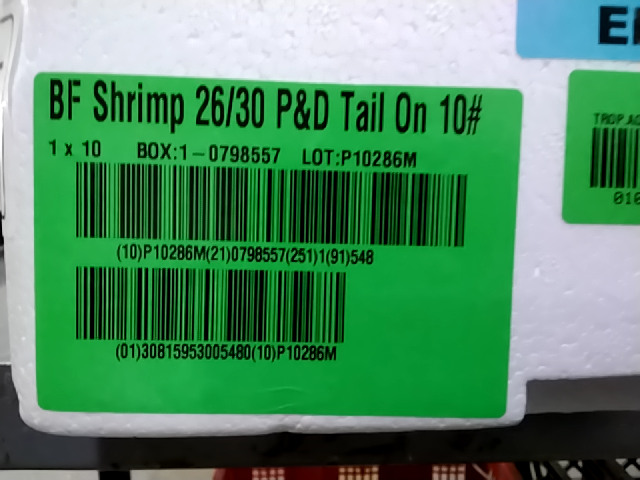 BF Shrimp 26/30 P&D Tail On 10#
1 x 10 BOX:1-0798557 LOT:P10286M
(10)P10286M(21)0798557(251)1(91)548
(01)30815953005480(10)P10286M